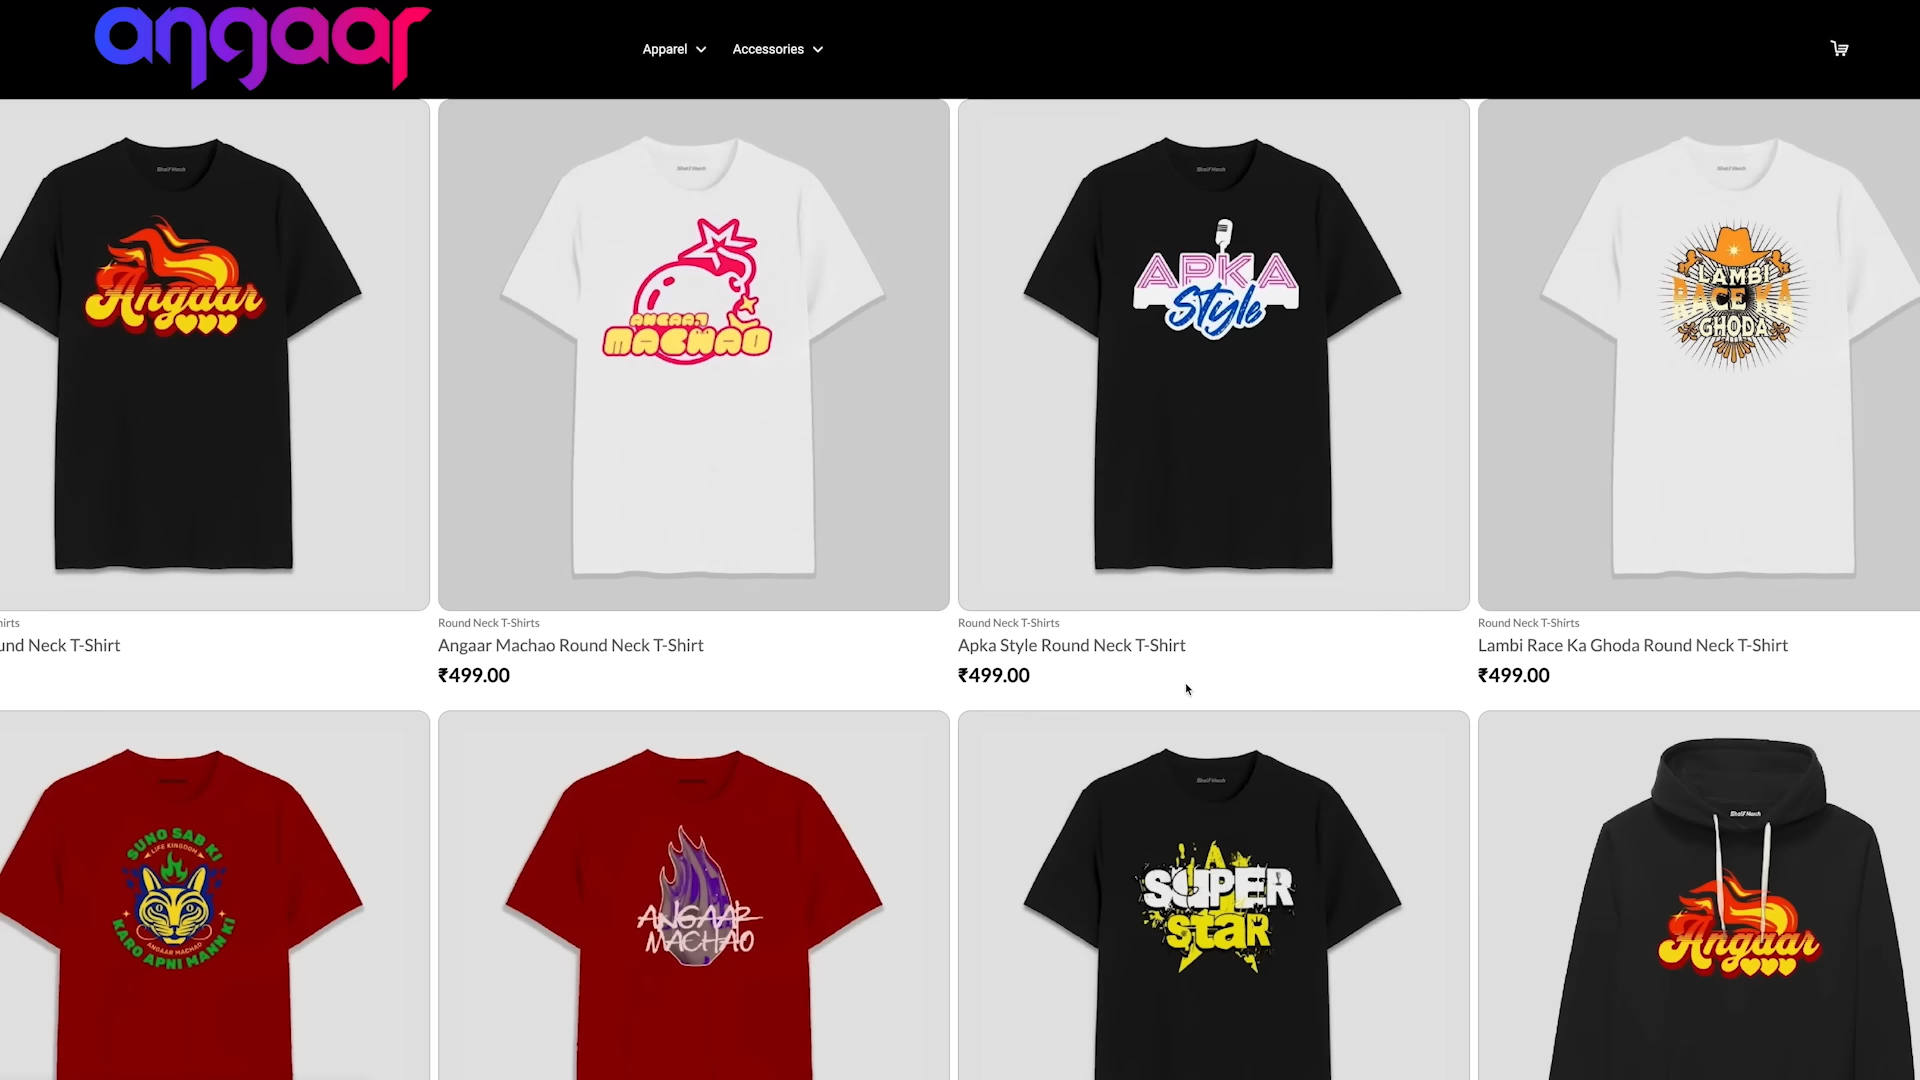 angaar
Apparel
Accessories
Angaar
ANGAAR
MACHAO
APKA
Style
LAMBI
RACE KA
GHODA
Round Neck T-Shirts
Round Neck T-Shirts
Round Neck T-Shirts
und Neck T-Shirt
Angaar Machao Round Neck T-Shirt
Apka Style Round Neck T-Shirt
Lambi Race Ka Ghoda Round Neck T-Shirt
₹499.00
₹499.00
₹499.00
SUNO SAB KI
LIFE KINGDOM
ANGAAR MACHAO
KARO APNI MANN KI
ANGAAR
MACHAO
SUPER
staR
Angaar